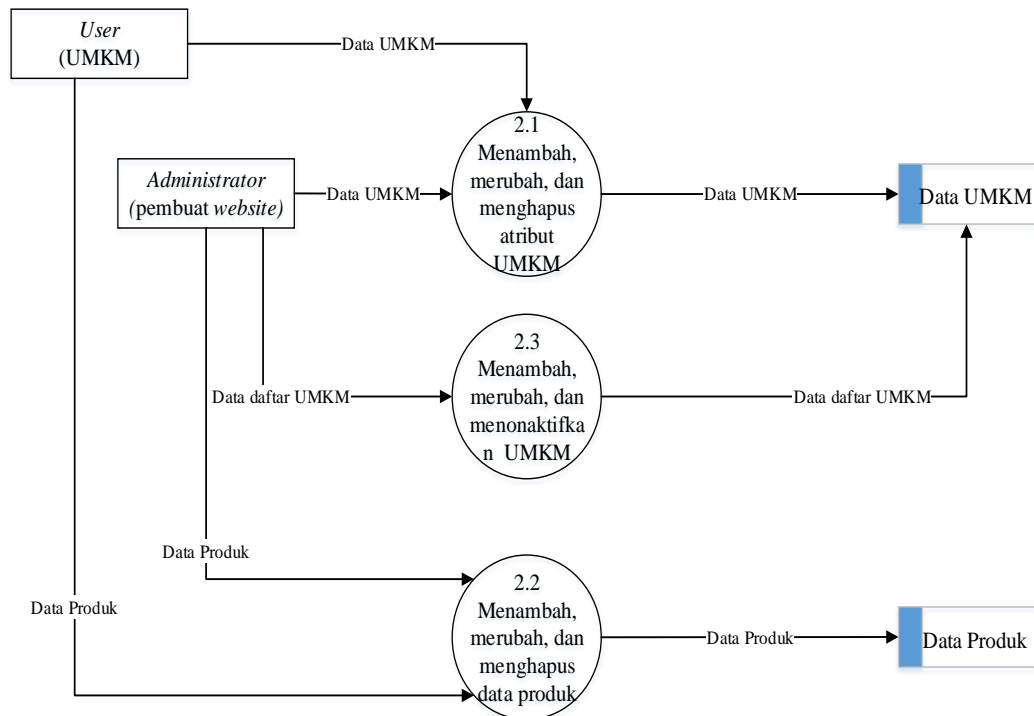 User
(UMKM)
Data UMKM
2.1
Menambah,
merubah, dan
menghapus
atribut
UMKM
Administrator
(pembuat website)
Data UMKM
Data UMKM
Data UMKM
2.3
Menambah,
merubah, dan
menonaktifka
n UMKM
Data daftar UMKM
Data daftar UMKM
Data Produk
2.2
Menambah,
merubah, dan
menghapus
data produk
Data Produk
Data Produk
Data Produk